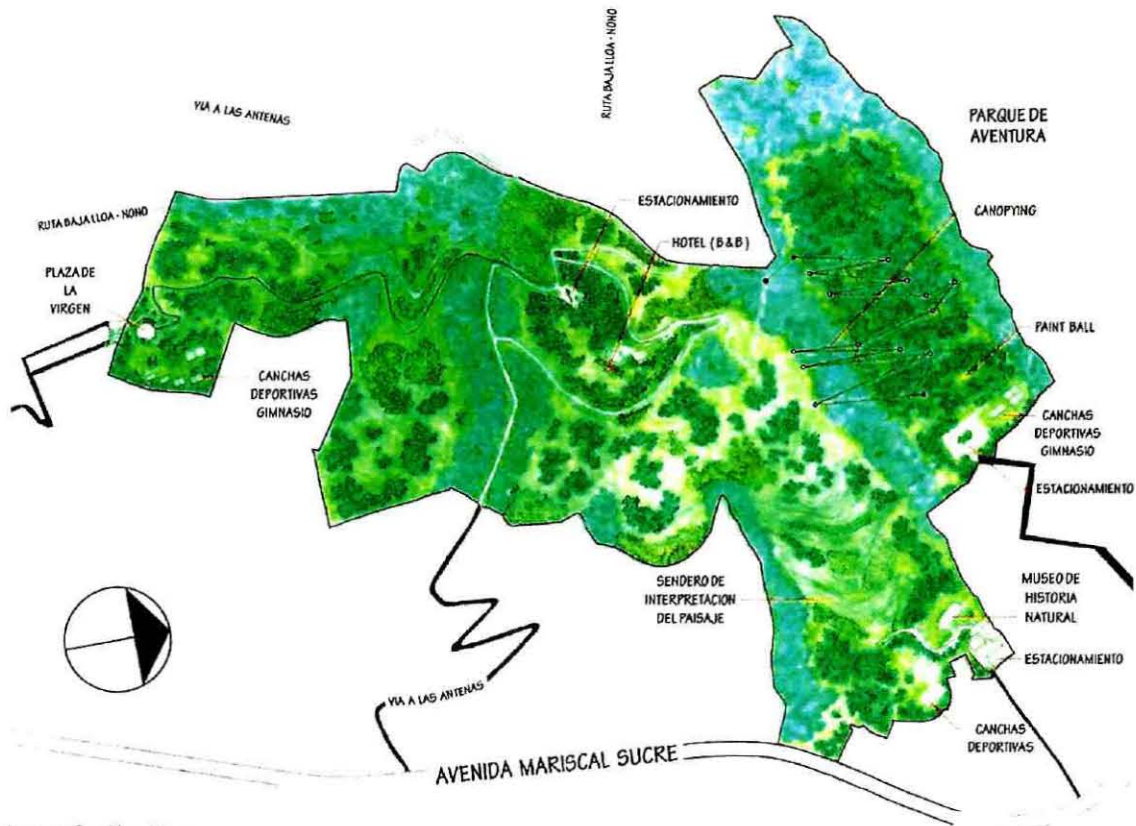 RUTA BAJA LLOA - NONO
VIA A LAS ANTENAS
PARQUE DE
AVENTURA
ESTACIONAMIENTO
CANOPYING
RUTA BAJA LLOA - NONO
HOTEL (B & B)
PLAZA DE
LA
VIRGEN
PAINT BALL
CANCHAS
DEPORTIVAS
GIMNASIO
CANCHAS
DEPORTIVAS
GIMNASIO
ESTACIONAMIENTO
SENDERO DE
INTERPRETACION
DEL PAISAJE
MUSEO DE
HISTORIA
NATURAL
ESTACIONAMIENTO
VIA A LAS ANTENAS
CANCHAS
DEPORTIVAS
AVENIDA MARISCAL SUCRE